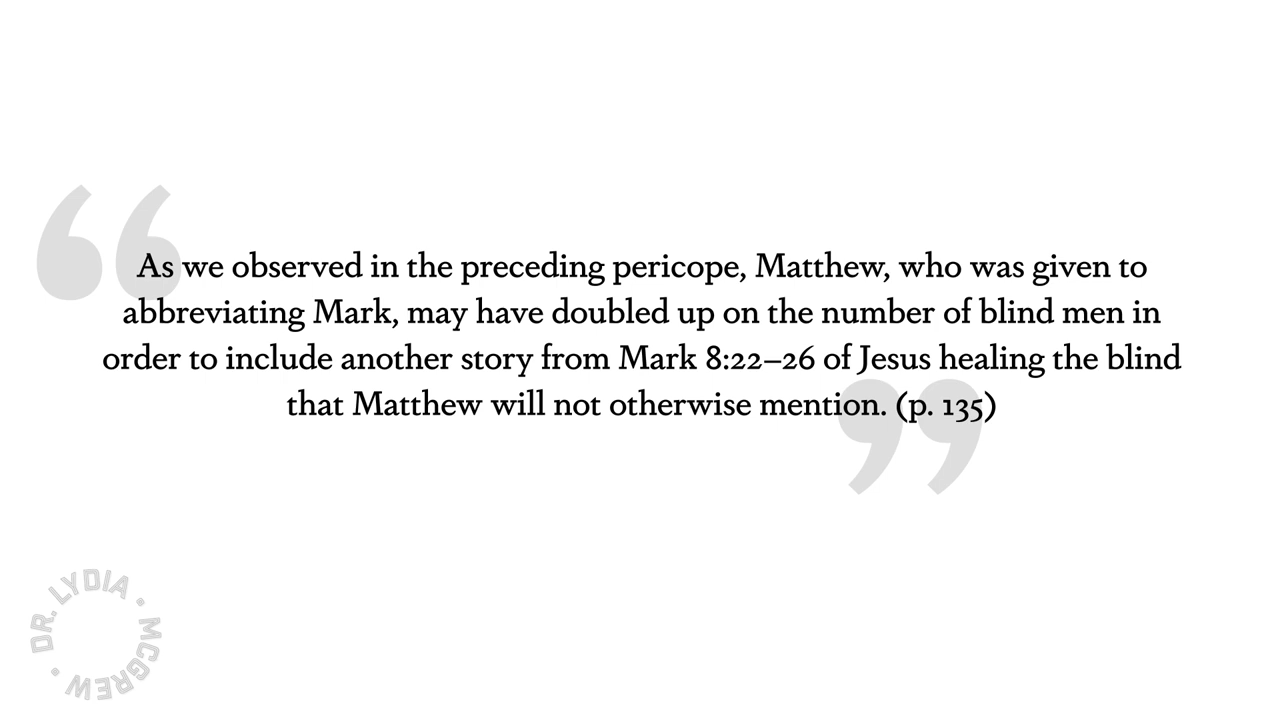 As we observed in the preceding pericope, Matthew, who was given to
abbreviating Mark, may have doubled up on the number of blind men in
order to include another story from Mark 8:22–26 of Jesus healing the blind
that Matthew will not otherwise mention. (p. 135)
DR. LYDIA · MCGREW ·